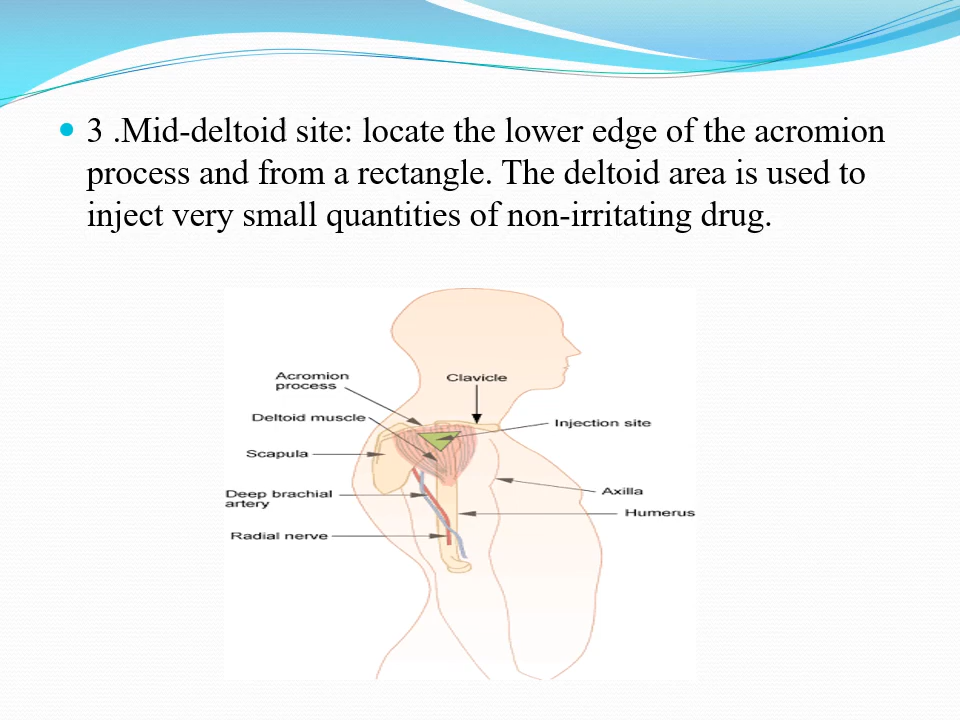 3 .Mid-deltoid site: locate the lower edge of the acromion
process and from a rectangle. The deltoid area is used to
inject very small quantities of non-irritating drug.
Acromion
process
Clavicle
Deltoid muscle
Injection site
Scapula
Deep brachial
artery
Axilla
Humerus
Radial nerve